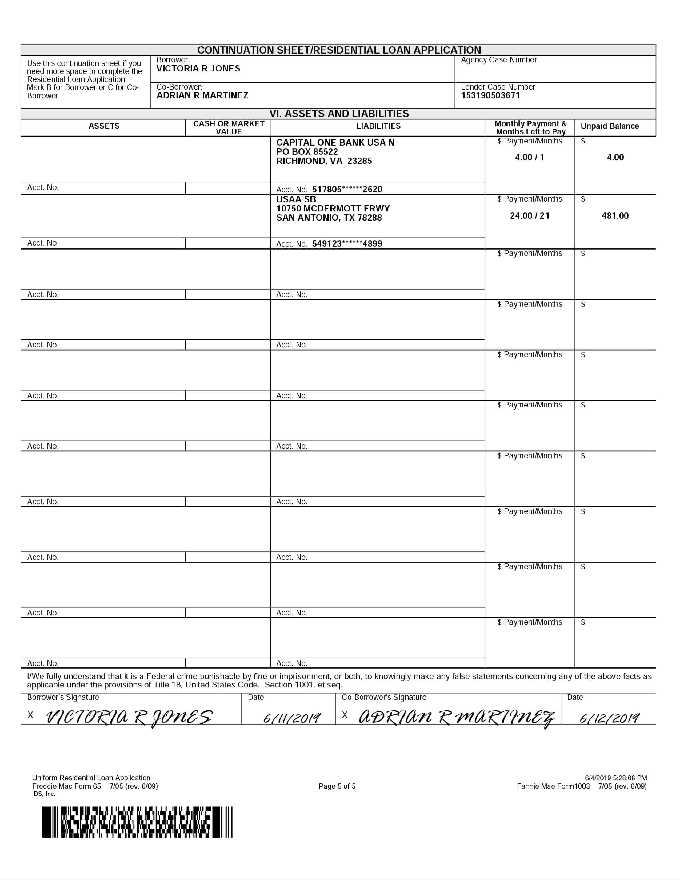 CONTINUATION SHEET/RESIDENTIAL LOAN APPLICATION
Use this continuation sheet if you
need more space to complete the
Residential Loan Application
Mark B for Borrower or C for Co-
Borrower
Borrower:
VICTORIA R JONES
Agency Case Number
Co-Borrower:
ADRIAN R MARTINEZ
Lender Case Number
153190503671
VI. ASSETS AND LIABILITIES
ASSETS
CASH OR MARKET
VALUE
LIABILITIES
Monthly Payment &
Months Left to Pay
Unpaid Balance
CAPITAL ONE BANK USA N
PO BOX 85522
RICHMOND, VA 23285
$ Payment/Months
4.00 / 1
$
4.00
Acct. No.
Acct. No. 517805******2620
USAA SB
10750 MCDERMOTT FRWY
SAN ANTONIO, TX 78288
$ Payment/Months
24.00 / 21
$
481.00
Acct. No.
Acct. No. 549123******4899
$ Payment/Months
$
Acct. No.
Acct. No.
$ Payment/Months
$
Acct. No.
Acct. No.
$ Payment/Months
$
Acct. No.
Acct. No.
$ Payment/Months
$
Acct. No.
Acct. No.
$ Payment/Months
$
Acct. No.
Acct. No.
$ Payment/Months
$
Acct. No.
Acct. No.
$ Payment/Months
$
Acct. No.
Acct. No.
$ Payment/Months
$
Acct. No.
Acct. No.
I/We fully understand that it is a Federal crime punishable by fine or imprisonment, or both, to knowingly make any false statements concerning any of the above facts as
applicable under the provisions of Title 18, United States Code, Section 1001, et seq.
Borrower's Signature
Date
Co-Borrower's Signature
Date
X VICTORIA R JONES
6/11/2019
X ADRIAN R MARTINEZ
6/12/2019
Uniform Residential Loan Application
Freddie Mac Form 65 7/05 (rev. 6/09)
IDS, Inc.
Page 5 of 5
Fannie Mae Form1003 7/05 (rev. 6/09)